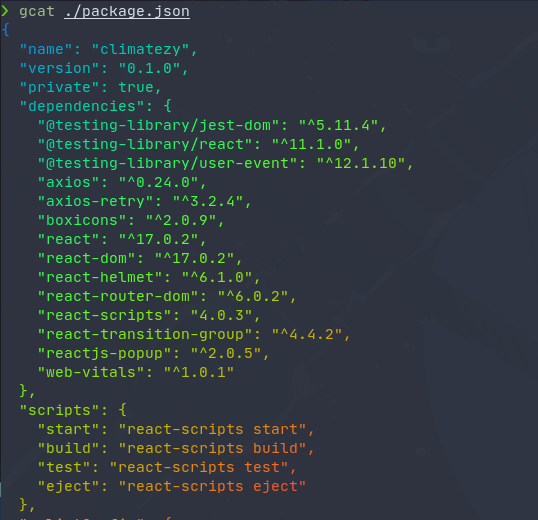 ❯ gcat ./package.json
{
  "name": "climatezy",
  "version": "0.1.0",
  "private": true,
  "dependencies": {
    "@testing-library/jest-dom": "^5.11.4",
    "@testing-library/react": "^11.1.0",
    "@testing-library/user-event": "^12.1.10",
    "axios": "^0.24.0",
    "axios-retry": "^3.2.4",
    "boxicons": "^2.0.9",
    "react": "^17.0.2",
    "react-dom": "^17.0.2",
    "react-helmet": "^6.1.0",
    "react-router-dom": "^6.0.2",
    "react-scripts": "4.0.3",
    "react-transition-group": "^4.4.2",
    "reactjs-popup": "^2.0.5",
    "web-vitals": "^1.0.1"
  },
  "scripts": {
    "start": "react-scripts start",
    "build": "react-scripts build",
    "test": "react-scripts test",
    "eject": "react-scripts eject"
  },